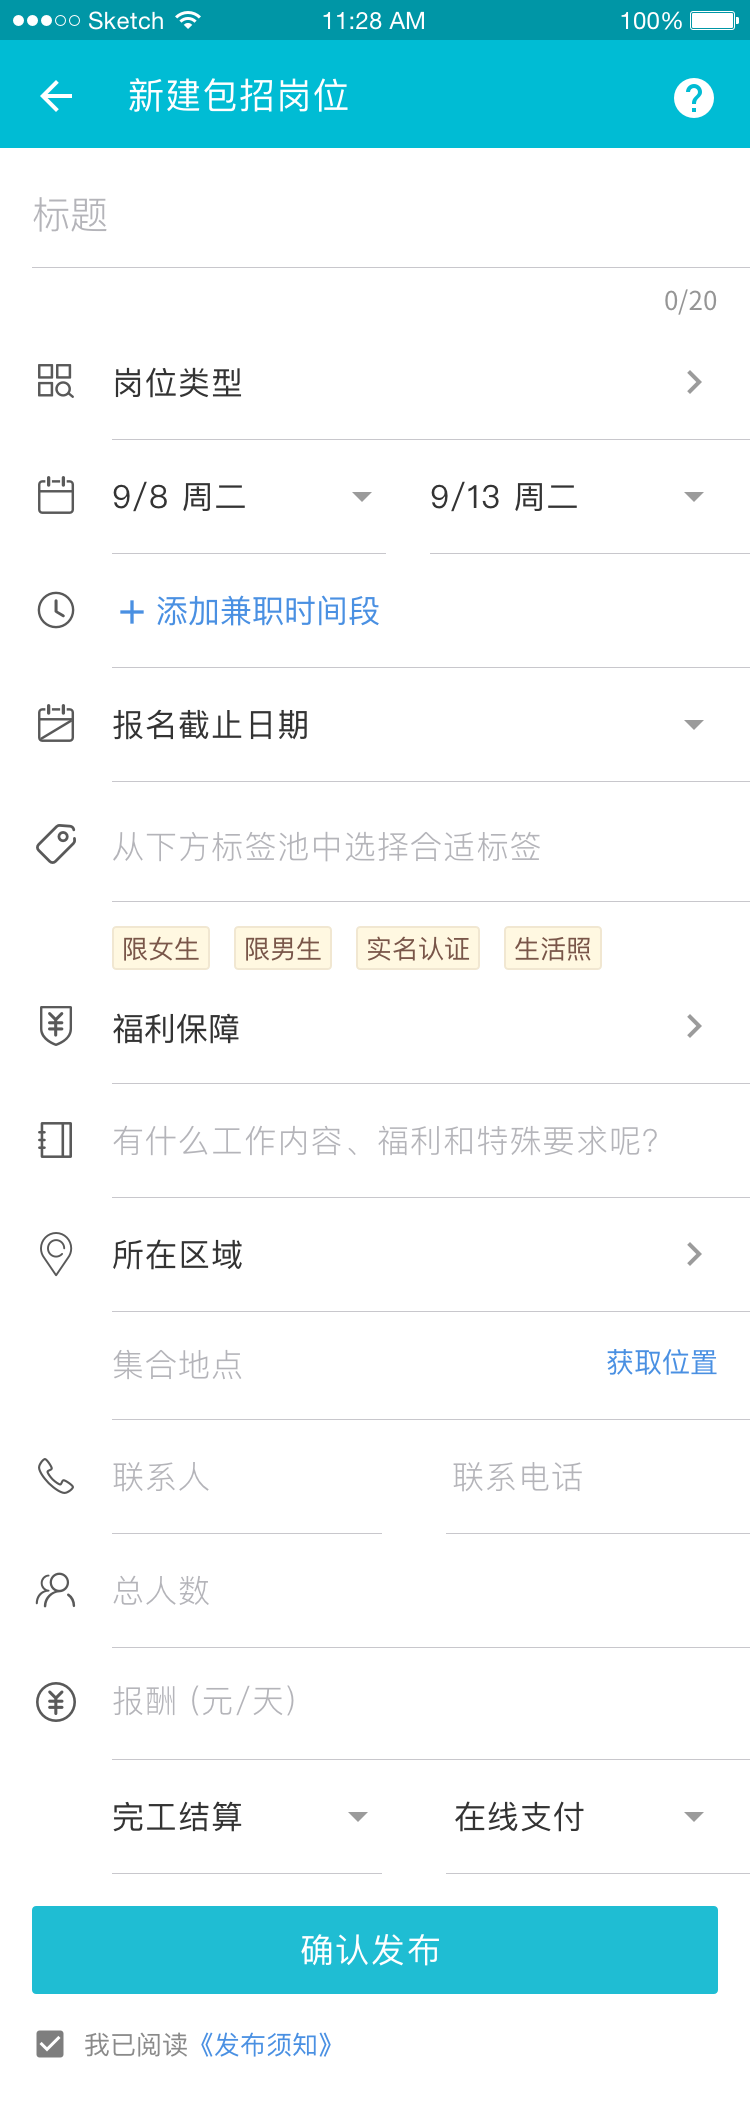 Sketch 11:28 AM 100%
新建包招岗位
标题
0/20
岗位类型
9/8 周二 9/13 周二
+ 添加兼职时间段
报名截止日期
从下方标签池中选择合适标签
限女生 限男生 实名认证 生活照
福利保障
有什么工作内容、福利和特殊要求呢?
所在区域
集合地点 获取位置
联系人 联系电话
总人数
报酬 (元/天)
完工结算 在线支付
确认发布
我已阅读《发布须知》